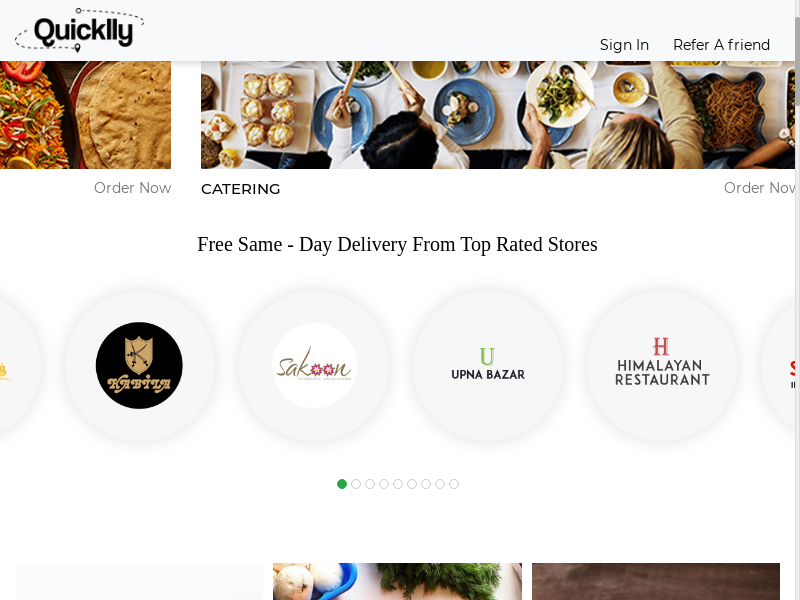 Quicklly
Sign In
Refer A friend
Order Now
CATERING
Order Now
Free Same - Day Delivery From Top Rated Stores
KABILA
sakoon
U
UPNA BAZAR
H
HIMALAYAN
RESTAURANT